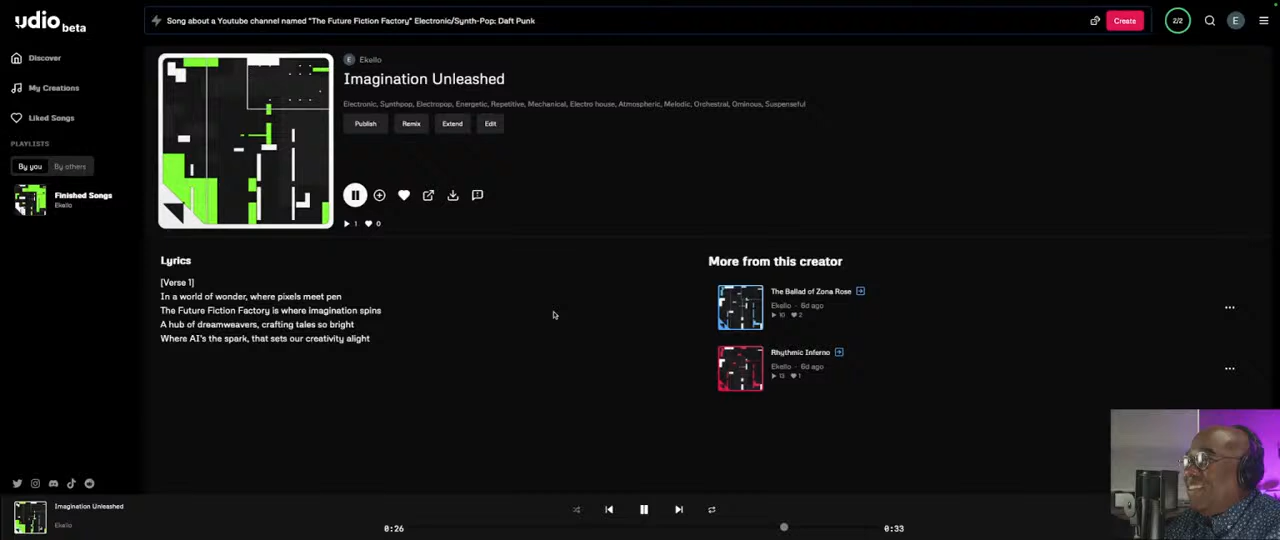 udio beta
Song about a Youtube channel named "The Future Fiction Factory" Electronic/Synth-Pop: Daft Punk
Create
2/2
E
Discover
My Creations
Liked Songs
PLAYLISTS
By you
By others
Finished Songs
Ekello
E Ekello
Imagination Unleashed
Electronic, Synthpop, Electropop, Energetic, Repetitive, Mechanical, Electro house, Atmospheric, Melodic, Orchestral, Ominous, Suspenseful
Publish
Remix
Extend
Edit
1
0
Lyrics
[Verse 1]
In a world of wonder, where pixels meet pen
The Future Fiction Factory is where imagination spins
A hub of dreamweavers, crafting tales so bright
Where AI's the spark, that sets our creativity alight
More from this creator
The Ballad of Zona Rose
Ekello · 6d ago
10
2
Rhythmic Inferno
Ekello · 6d ago
13
1
Imagination Unleashed
Ekello
0:26
0:33